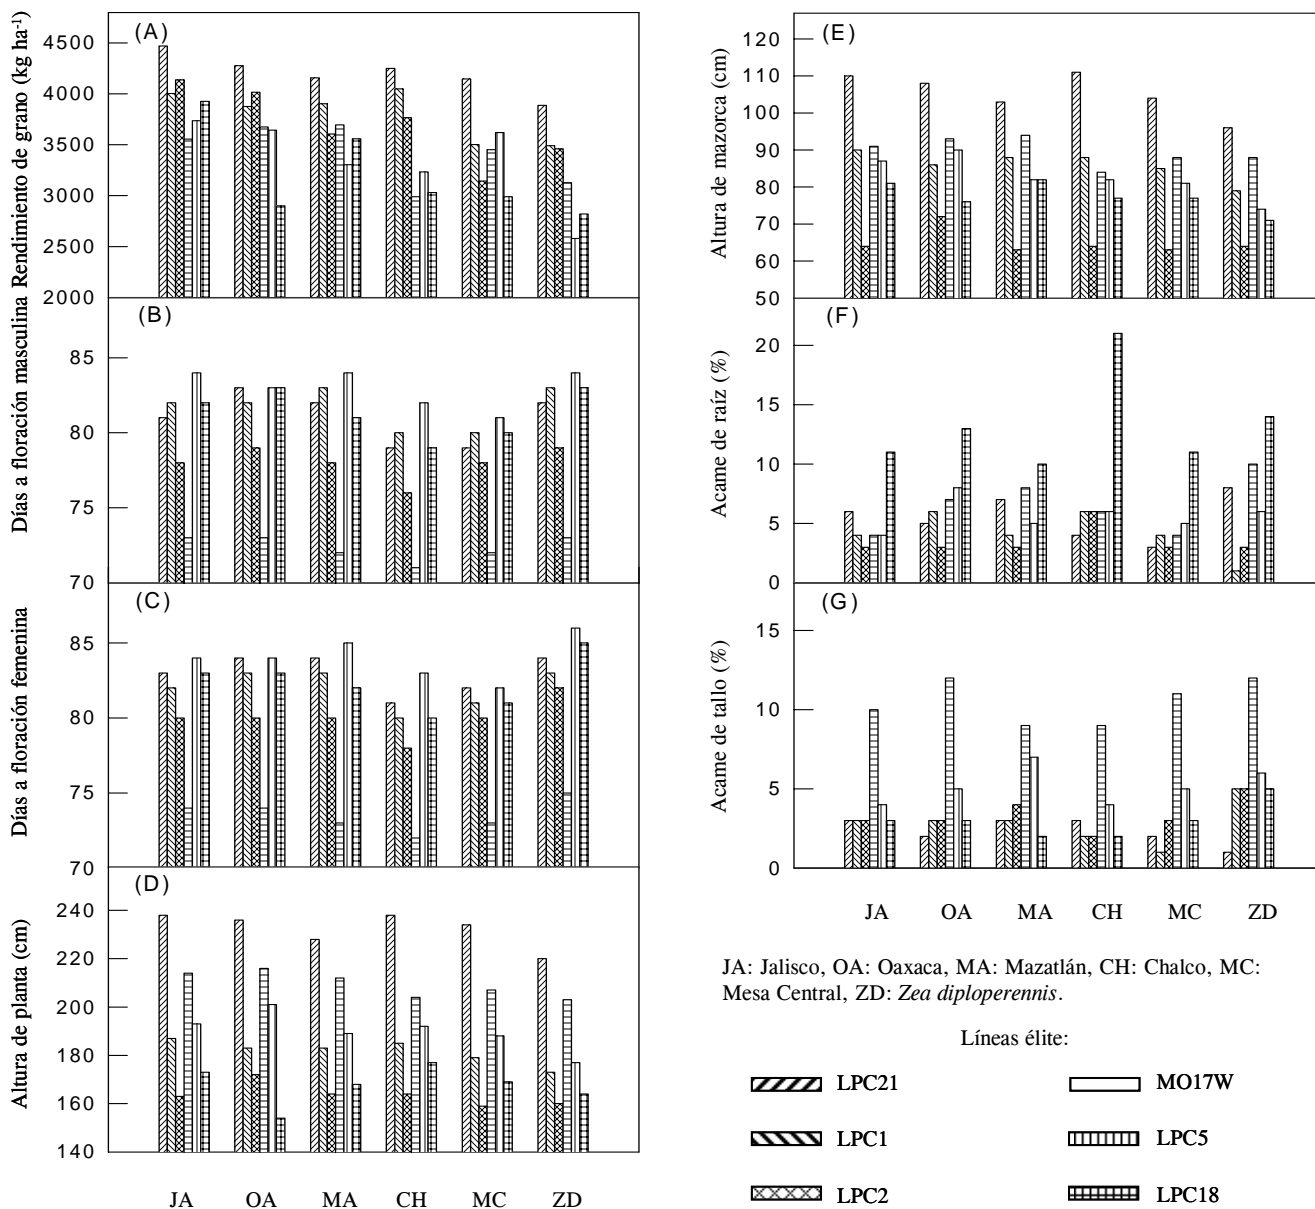 (A)
Rendimiento de grano (kg ha⁻¹)
4500
4000
3500
3000
2500
2000
(B)
Días a floración masculina
85
80
75
70
(C)
Días a floración femenina
85
80
75
70
(D)
Altura de planta (cm)
240
220
200
180
160
140
JA OA MA CH MC ZD
(E)
Altura de mazorca (cm)
120
110
100
90
80
70
60
50
(F)
Acame de raíz (%)
20
15
10
5
0
(G)
Acame de tallo (%)
15
10
5
0
JA OA MA CH MC ZD
JA: Jalisco, OA: Oaxaca, MA: Mazatlán, CH: Chalco, MC:
Mesa Central, ZD: Zea diploperennis.
Líneas élite:
LPC21 MO17W
LPC1 LPC5
LPC2 LPC18